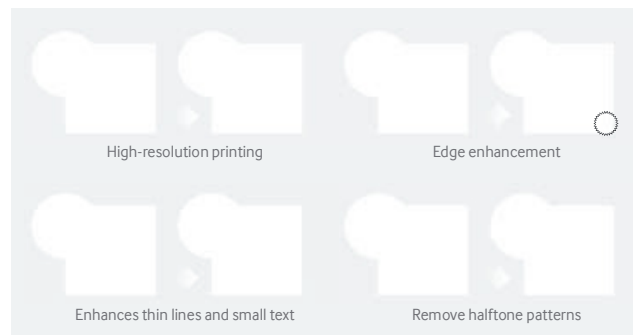 High-resolution printing
Edge enhancement
Enhances thin lines and small text
Remove halftone patterns